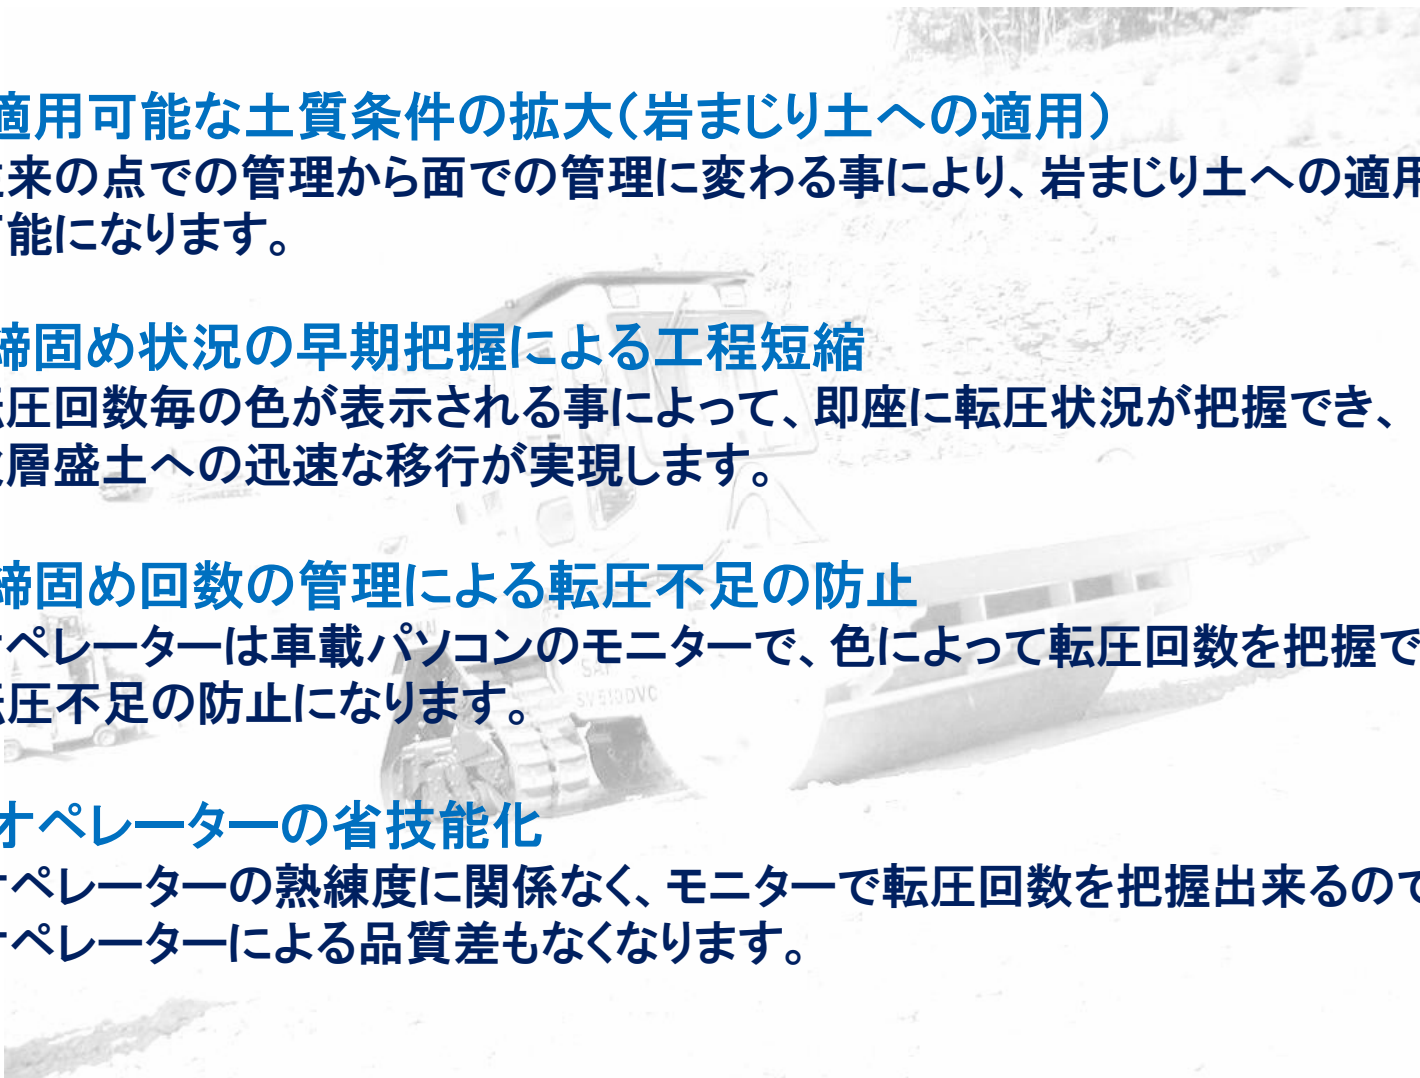 適用可能な土質条件の拡大（岩まじり土への適用）
従来の点での管理から面での管理に変わる事により、岩まじり土への適用
可能になります。
締固め状況の早期把握による工程短縮
転圧回数毎の色が表示される事によって、即座に転圧状況が把握でき、
次層盛土への迅速な移行が実現します。
締固め回数の管理による転圧不足の防止
オペレーターは車載パソコンのモニターで、色によって転圧回数を把握で
転圧不足の防止になります。
オペレーターの省技能化
オペレーターの熟練度に関係なく、モニターで転圧回数を把握出来るので
オペレーターによる品質差もなくなります。
SV510DVC